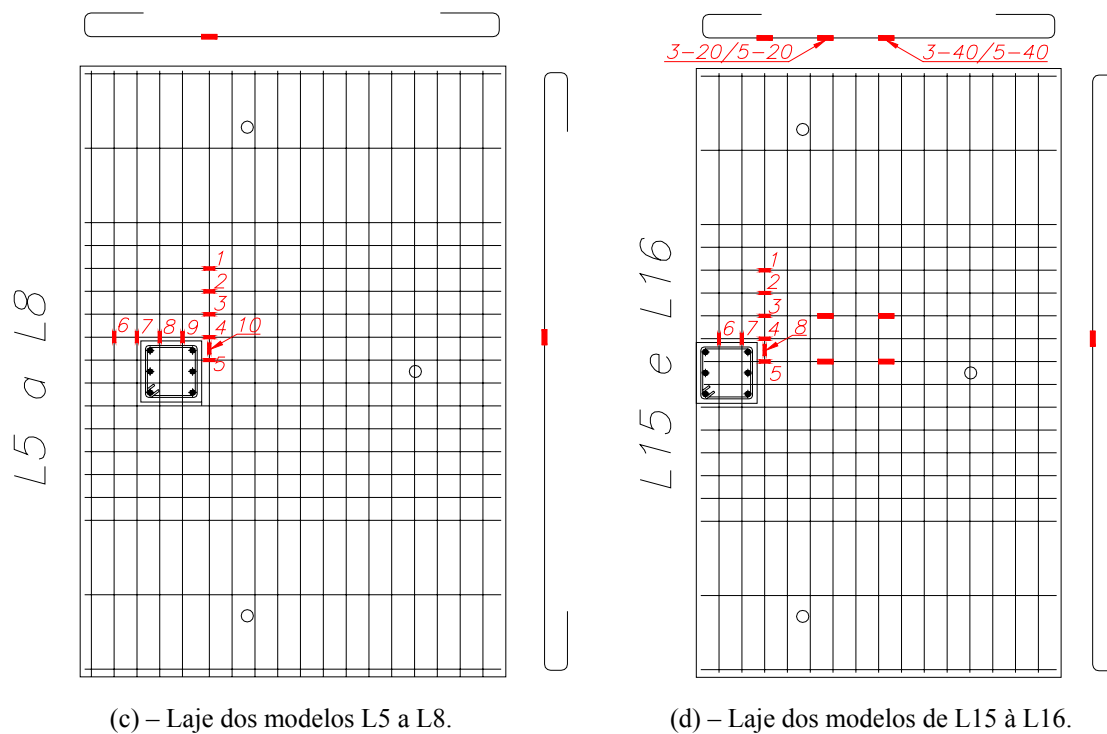 3-20/5-20 3-40/5-40
L5 a L8
1
2
3
6 7 8 9 4 10
5
L15 e L16
1
2
3
6 7 4 8
5
(c) – Laje dos modelos L5 a L8.
(d) – Laje dos modelos de L15 à L16.